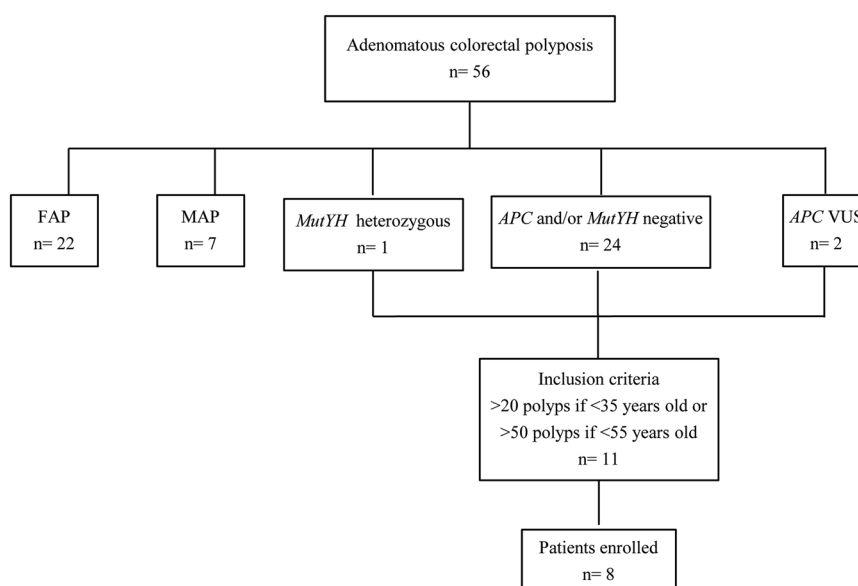 Adenomatous colorectal polyposis
n= 56
FAP
n= 22
MAP
n= 7
MutYH heterozygous
n= 1
APC and/or MutYH negative
n= 24
APC VUS
n= 2
Inclusion criteria
>20 polyps if <35 years old or
>50 polyps if <55 years old
n= 11
Patients enrolled
n= 8